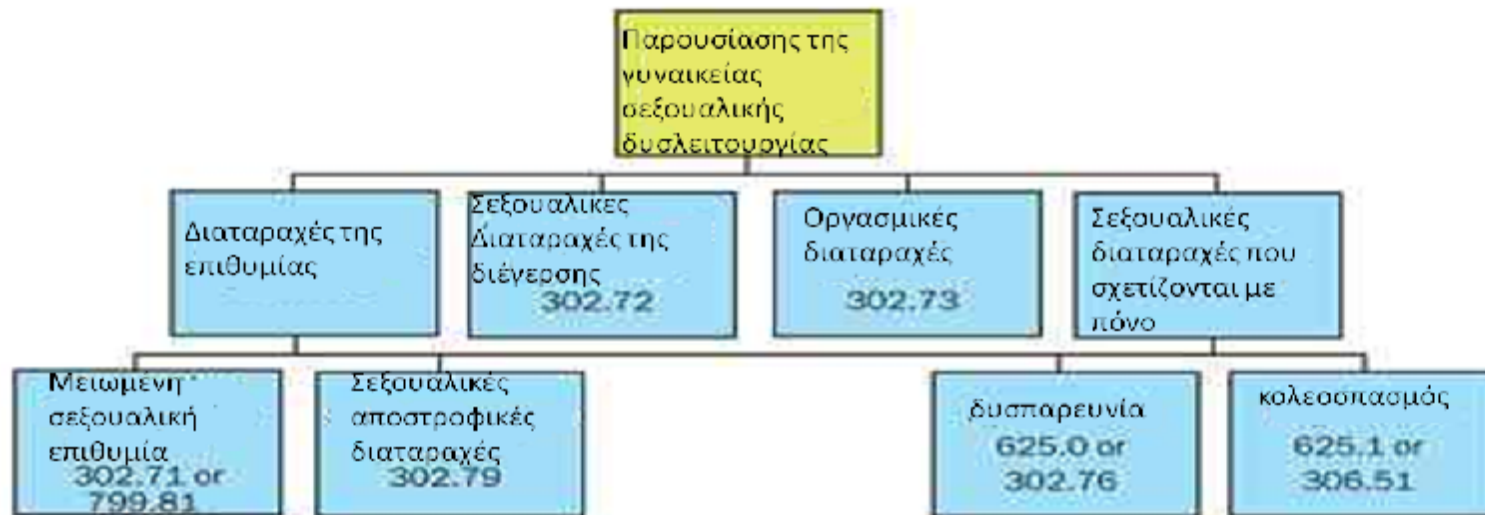 Παρουσίασης της
γυναικείας
σεξουαλικής
δυσλειτουργίας
Διαταραχές της
επιθυμίας
Σεξουαλικες
Διαταραχές της
διέγερσης
302.72
Οργασμικές
διαταραχές
302.73
Σεξουαλικές
διαταραχές που
σχετίζονται με
πόνο
Μειωμένη
σεξουαλική
επιθυμία
302.71 or
799.81
Σεξουαλικές
αποστροφικές
διαταραχές
302.79
δυσπαρευνία
625.0 or
302.76
κολεοσπασμός
625.1 or
306.51